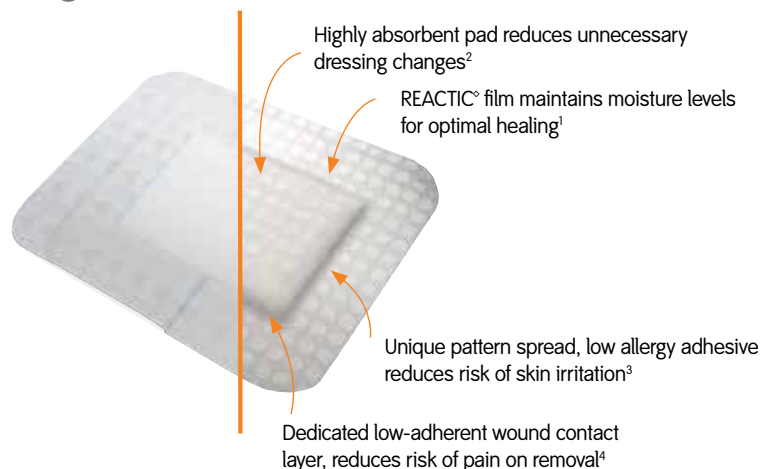 Highly absorbent pad reduces unnecessary
dressing changes²
REACTIC◊ film maintains moisture levels
for optimal healing¹
Unique pattern spread, low allergy adhesive
reduces risk of skin irritation³
Dedicated low-adherent wound contact
layer, reduces risk of pain on removal⁴